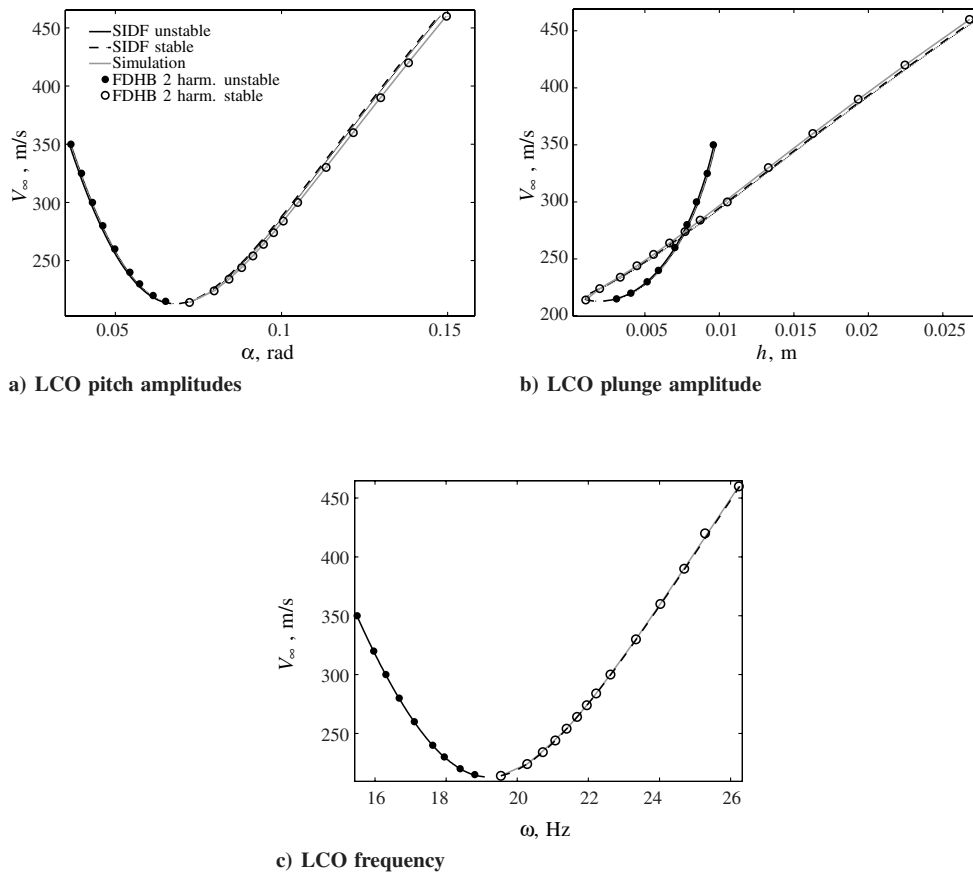 450
400
350
300
250
V∞ , m/s
SIDF unstable
SIDF stable
Simulation
FDHB 2 harm. unstable
FDHB 2 harm. stable
0.05
0.1
0.15
α, rad
a) LCO pitch amplitudes
450
400
350
300
250
200
V∞ , m/s
0.005
0.01
0.015
0.02
0.025
h, m
b) LCO plunge amplitude
450
400
350
300
250
V∞ , m/s
16
18
20
22
24
26
ω, Hz
c) LCO frequency